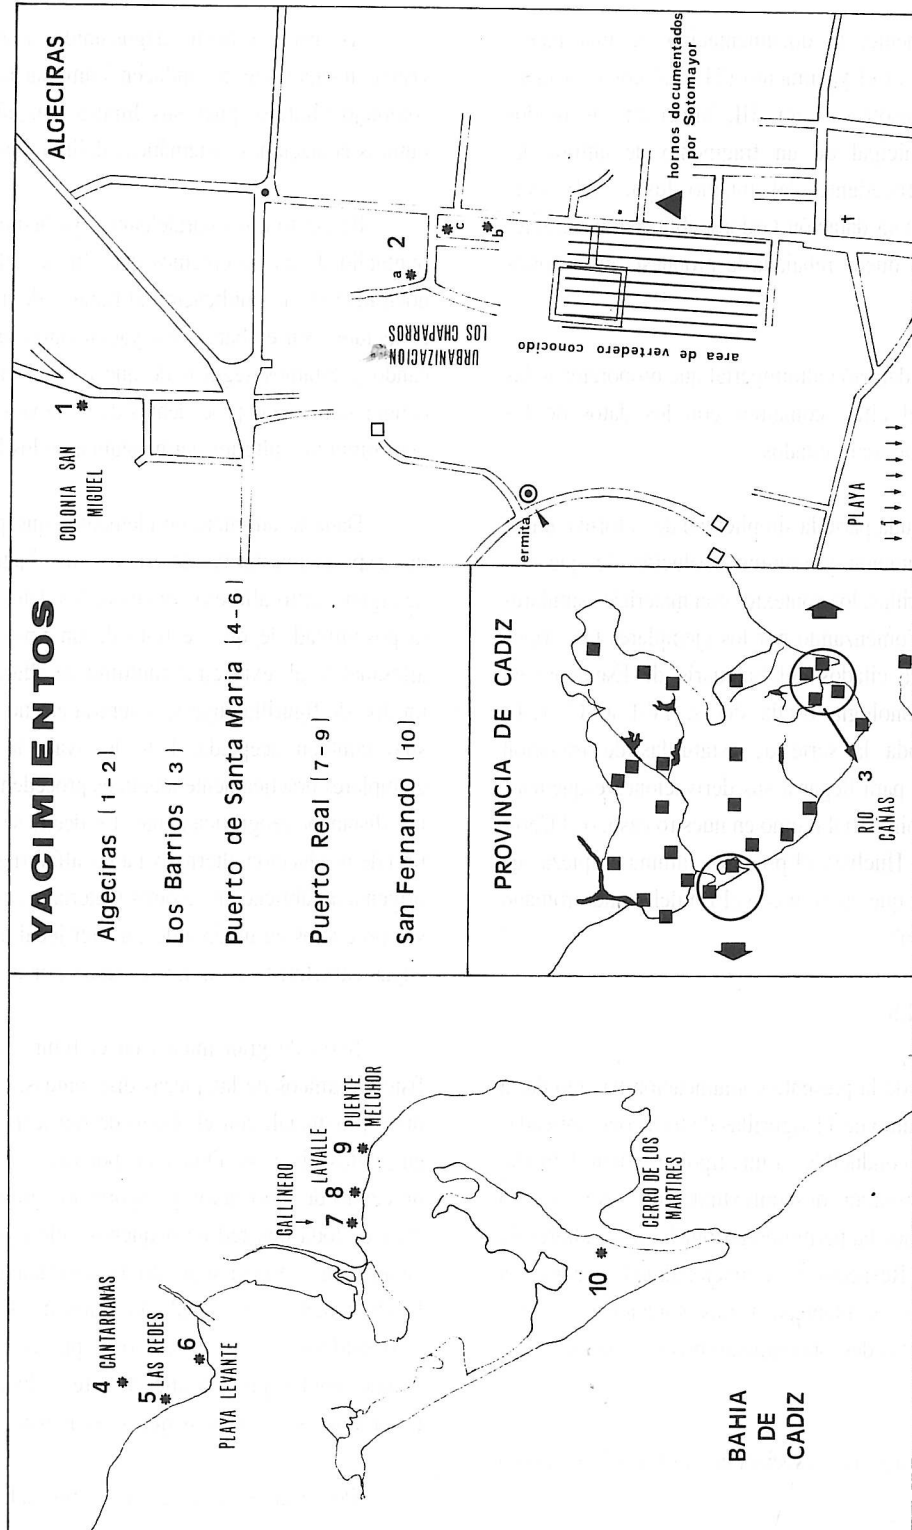 YACIMIENTOS
Algeciras (1-2)
Los Barrios (3)
Puerto de Santa María (4-6)
Puerto Real (7-9)
San Fernando (10)
BAHIA
DE
CADIZ
4 CANTARRANAS
5 LAS REDES
6
PLAYA LEVANTE
GALLINERO
7
8
LAVALLE
9
PUENTE
MELCHOR
10
CERRO DE LOS
MARTIRES
PROVINCIA DE CADIZ
3
RIO
CAÑAS
ALGECIRAS
COLONIA SAN
MIGUEL
1
2
a
b
c
URBANIZACION
LOS CHAPARROS
ermita
area de vertedero conocido
hornos documentados
por Sotomayor
PLAYA